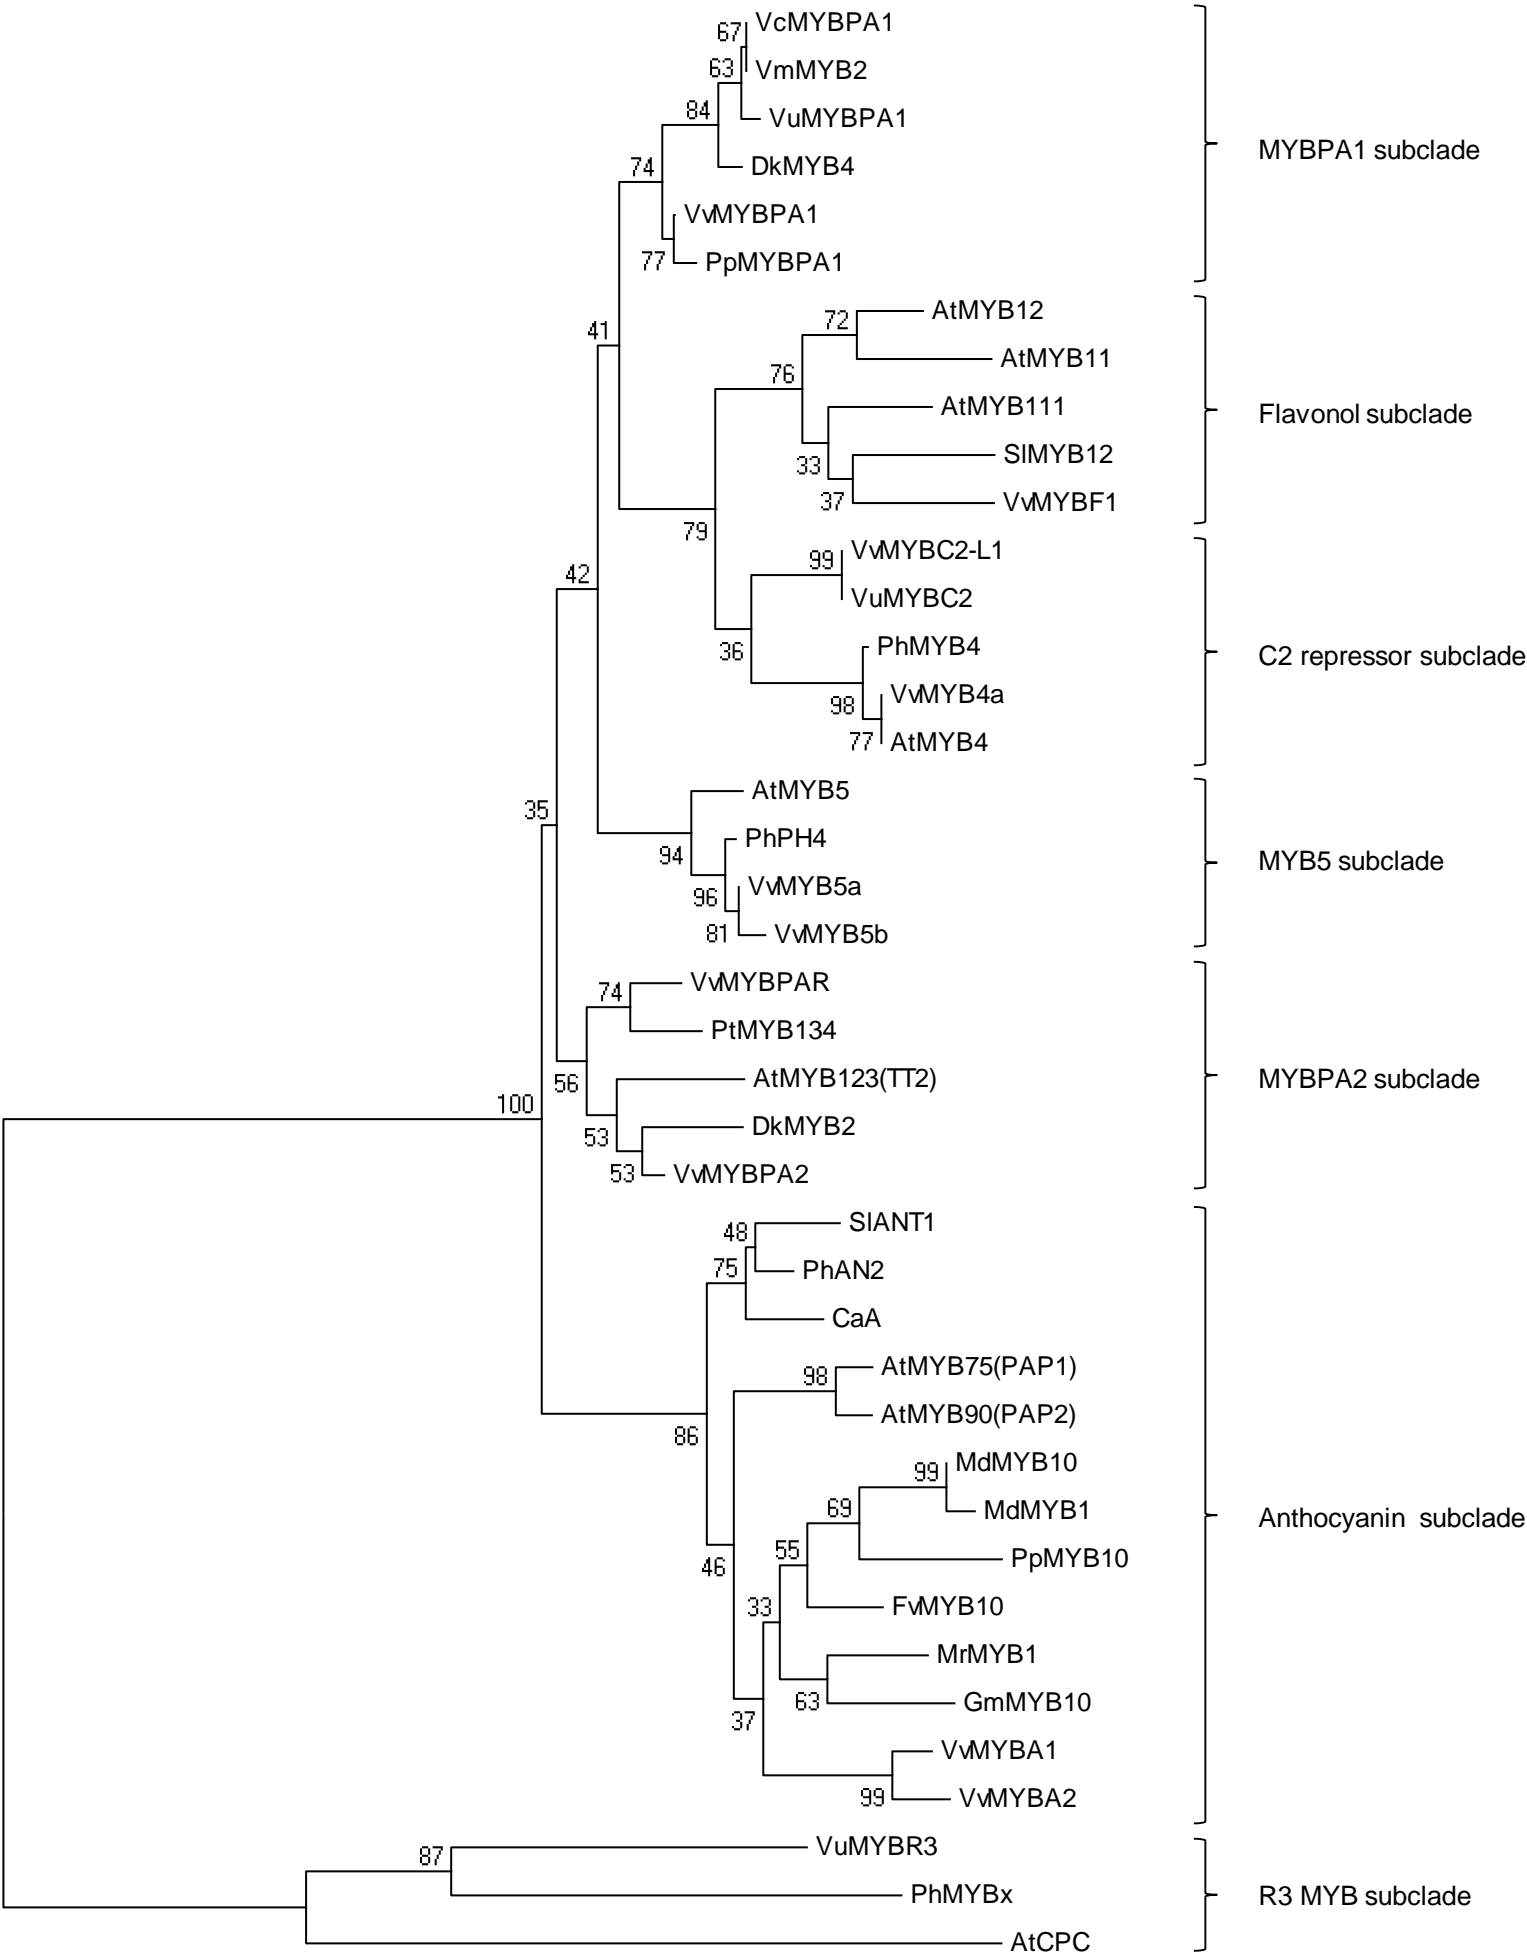 67
VcMYBPA1
63
VmMYB2
84
VuMYBPA1
74
DkMYB4
VvMYBPA1
77
PpMYBPA1
MYBPA1 subclade
41
72
AtMYB12
AtMYB11
76
AtMYB111
33
SlMYB12
37
VvMYBF1
79
Flavonol subclade
42
99
VvMYBC2-L1
VuMYBC2
36
PhMYB4
98
VvMYB4a
77
AtMYB4
C2 repressor subclade
35
AtMYB5
94
PhPH4
96
VvMYB5a
81
VvMYB5b
MYB5 subclade
74
VvMYBPAR
PtMYB134
56
AtMYB123(TT2)
53
DkMYB2
53
VvMYBPA2
MYBPA2 subclade
100
48
SlANT1
75
PhAN2
CaA
86
98
AtMYB75(PAP1)
AtMYB90(PAP2)
46
99
MdMYB10
69
MdMYB1
55
PpMYB10
33
FvMYB10
MrMYB1
63
GmMYB10
37
VvMYBA1
99
VvMYBA2
Anthocyanin subclade
87
VuMYBR3
PhMYBx
AtCPC
R3 MYB subclade